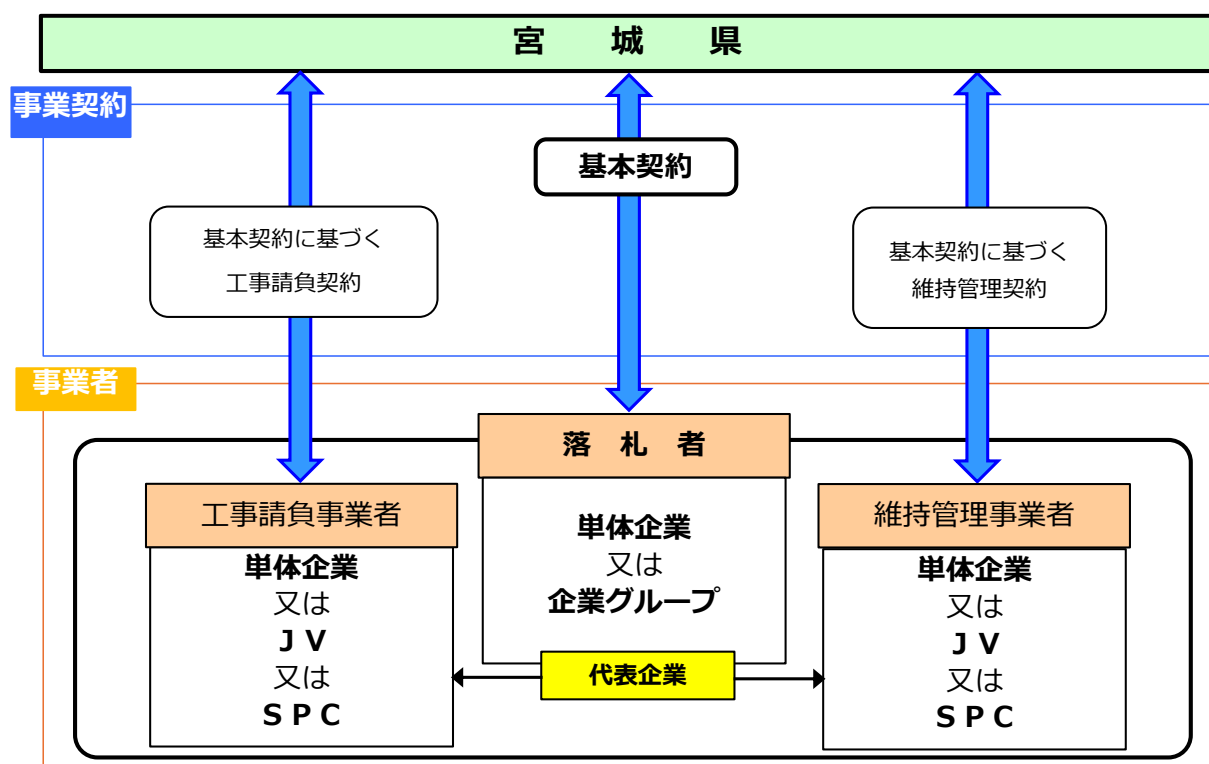 宮　城　県
事業契約
基本契約
基本契約に基づく
工事請負契約
基本契約に基づく
維持管理契約
事業者
落　札　者
単体企業
又は
企業グループ
代表企業
工事請負事業者
単体企業
又は
ＪＶ
又は
ＳＰＣ
維持管理事業者
単体企業
又は
ＪＶ
又は
ＳＰＣ